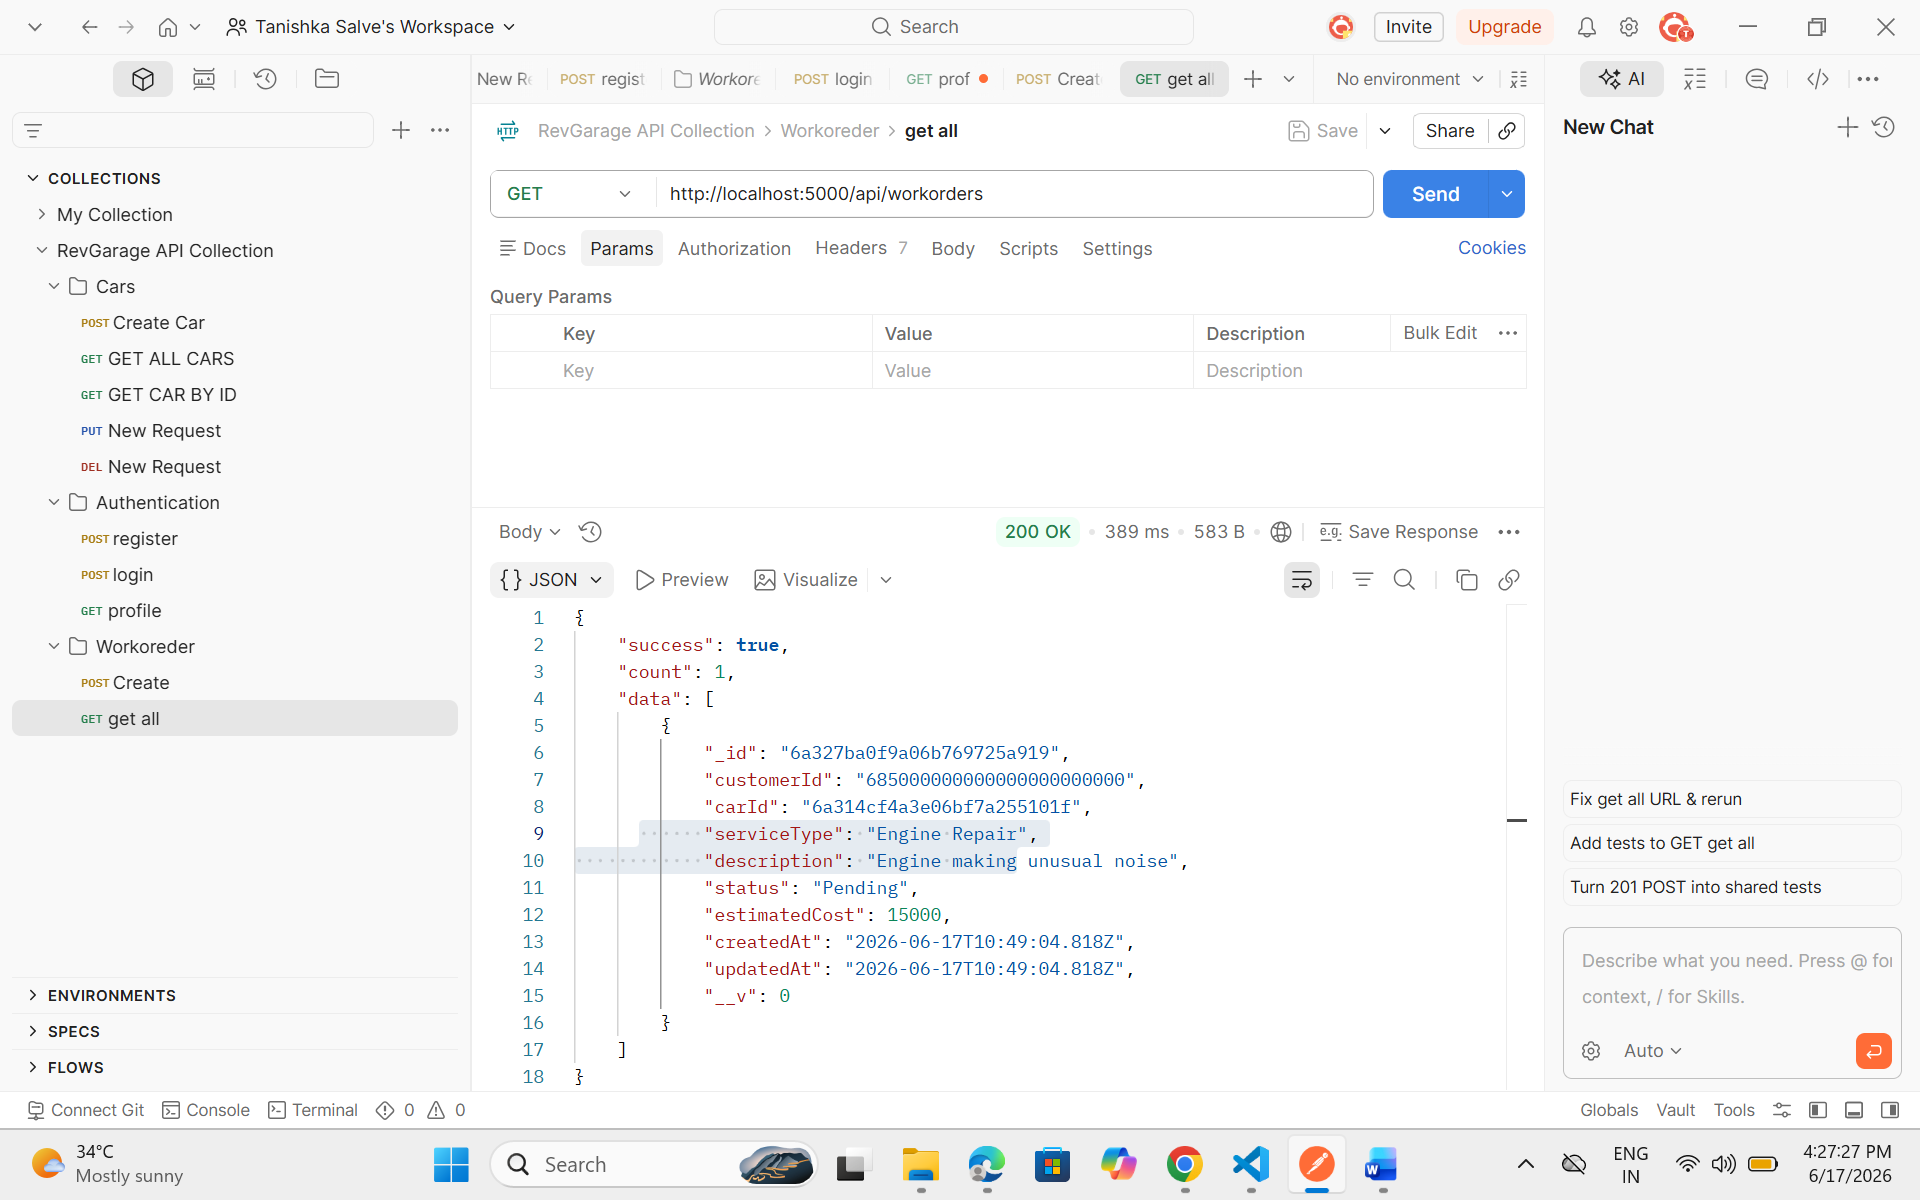 Tanishka Salve's Workspace
Search
Invite
Upgrade
New Re
POST regist
Workore
POST login
GET prof
POST Creat
GET get all
No environment
AI
RevGarage API Collection > Workoreder > get all
Save
Share
New Chat
COLLECTIONS
My Collection
RevGarage API Collection
Cars
POST Create Car
GET GET ALL CARS
GET GET CAR BY ID
PUT New Request
DEL New Request
Authentication
POST register
POST login
GET profile
Workoreder
POST Create
GET get all
ENVIRONMENTS
SPECS
FLOWS
HTTP
GET
http://localhost:5000/api/workorders
Send
Docs Params Authorization Headers 7 Body Scripts Settings
Cookies
Query Params
Key Value Description Bulk Edit
Key Value Description
Body
200 OK 389 ms 583 B
e.g. Save Response
{} JSON Preview Visualize
1 {
2 "success": true,
3 "count": 1,
4 "data": [
5 {
6 "_id": "6a327ba0f9a06b769725a919",
7 "customerId": "685000000000000000000000",
8 "carId": "6a314cf4a3e06bf7a255101f",
9 "serviceType": "Engine Repair",
10 "description": "Engine making unusual noise",
11 "status": "Pending",
12 "estimatedCost": 15000,
13 "createdAt": "2026-06-17T10:49:04.818Z",
14 "updatedAt": "2026-06-17T10:49:04.818Z",
15 "__v": 0
16 }
17 ]
18 }
Fix get all URL & rerun
Add tests to GET get all
Turn 201 POST into shared tests
Describe what you need. Press @ for
context, / for Skills.
Auto
Connect Git Console Terminal 0 0
Globals Vault Tools
34°C
Mostly sunny
Search
ENG
IN
4:27:27 PM
6/17/2026